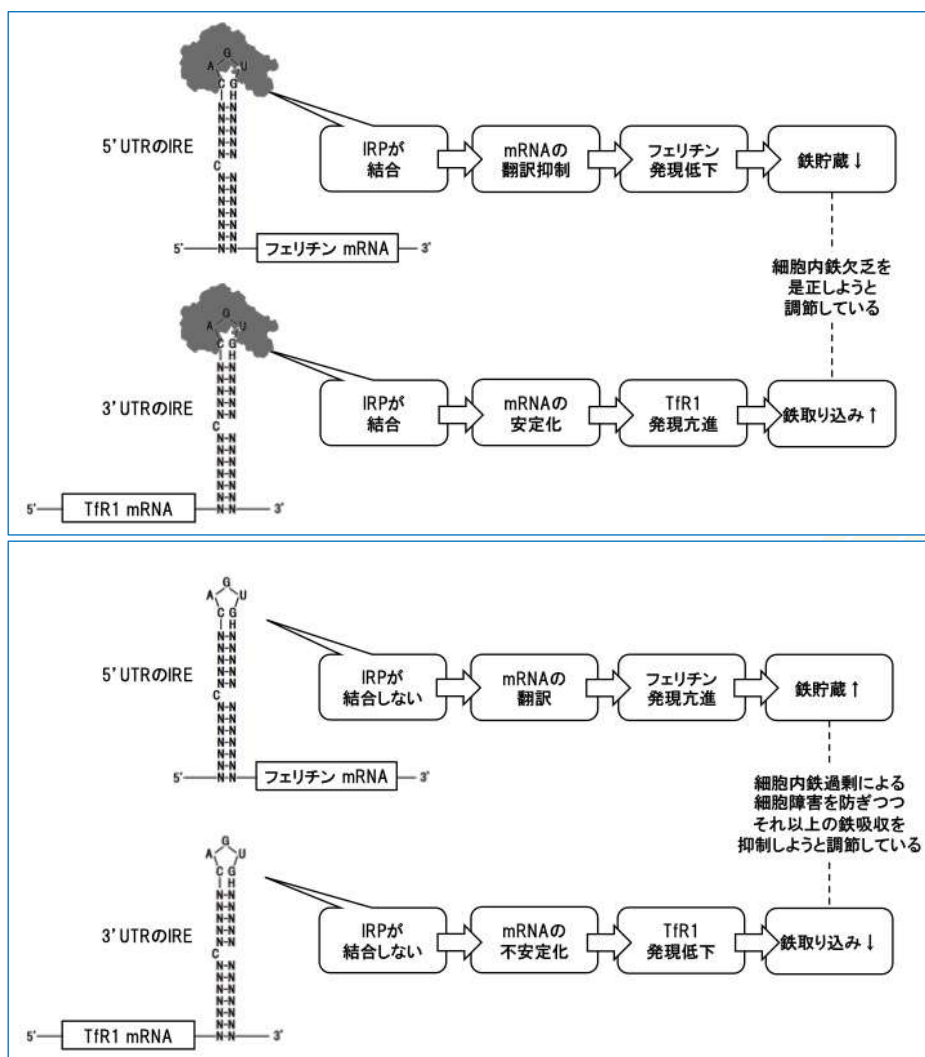 G
A U
C G
I H
N-N
N-N
N-N
N-N
N-N
C
N-N
N-N
N-N
N-N
N-N
N-N
5' UTRのIRE
5' NN フェリチン mRNA 3'
IRPが
結合
mRNAの
翻訳抑制
フェリチン
発現低下
鉄貯蔵↓
細胞内鉄欠乏を
是正しようと
調節している
G
A U
C G
I H
N-N
N-N
N-N
N-N
N-N
C
N-N
N-N
N-N
N-N
N-N
3' UTRのIRE
5' TfR1 mRNA NN 3'
IRPが
結合
mRNAの
安定化
TfR1
発現亢進
鉄取り込み↑
G
A U
C G
I H
N-N
N-N
N-N
N-N
N-N
C
N-N
N-N
N-N
N-N
N-N
N-N
5' UTRのIRE
5' NN フェリチン mRNA 3'
IRPが
結合しない
mRNAの
翻訳
フェリチン
発現亢進
鉄貯蔵↑
細胞内鉄過剰による
細胞障害を防ぎつつ
それ以上の鉄吸収を
抑制しようと調節している
G
A U
C G
I H
N-N
N-N
N-N
N-N
N-N
C
N-N
N-N
N-N
N-N
N-N
3' UTRのIRE
5' TfR1 mRNA NN 3'
IRPが
結合しない
mRNAの
不安定化
TfR1
発現低下
鉄取り込み↓